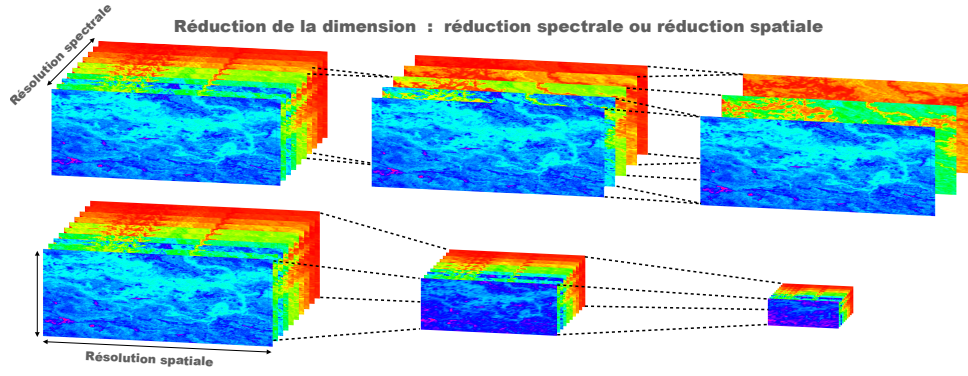 Réduction de la dimension : réduction spectrale ou réduction spatiale
Résolution spectrale
Résolution spatiale